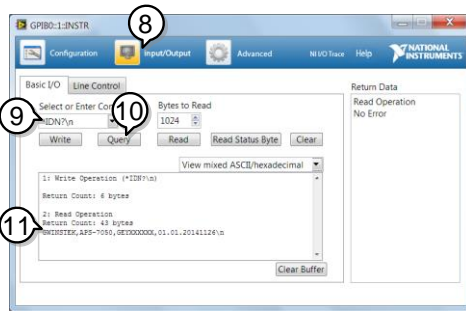 8
GPIB0::1::INSTR
Configuration Input/Output Advanced NI I/O Trace Help NATIONAL INSTRUMENTS
Basic I/O Line Control Return Data
9 Select or Enter Co 10 Bytes to Read Read Operation
*IDN?\n 1024 No Error
Write Query Read Read Status Byte Clear
View mixed ASCII/hexadecimal
1: Write Operation (*IDN?\n)
Return Count: 6 bytes
2: Read Operation
11 Return Count: 43 bytes
GWINSTEK,APS-7050,GEYXXXXXX,01.01.20141126\n
Clear Buffer